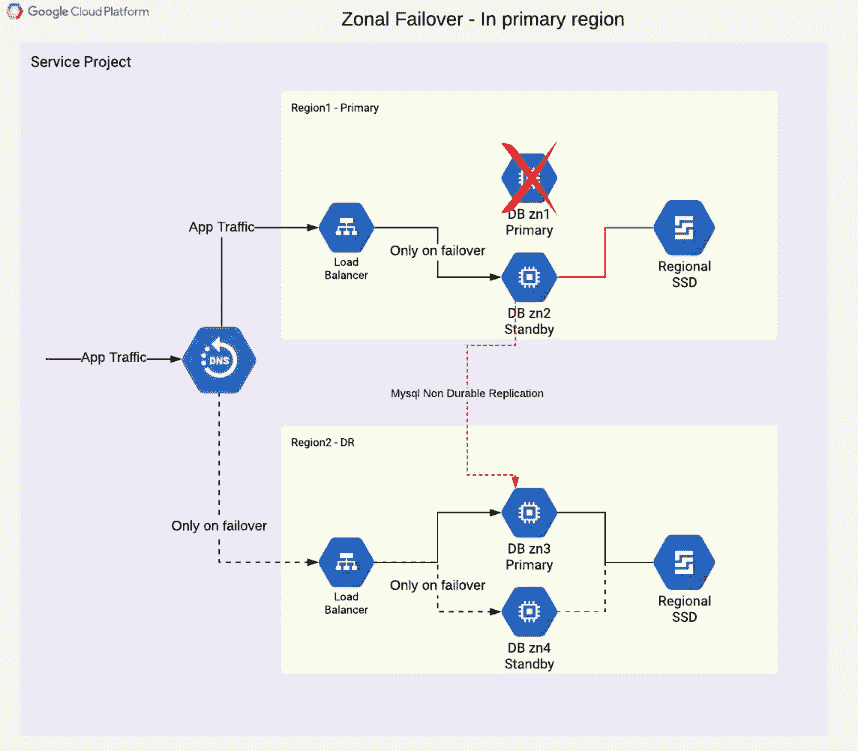 Google Cloud Platform
Zonal Failover - In primary region
Service Project
Region1 - Primary
DB zn1
Primary
App Traffic
Load
Balancer
Only on failover
DB zn2
Standby
Regional
SSD
App Traffic
DNS
Mysql Non Durable Replication
Region2 - DR
Only on failover
Load
Balancer
DB zn3
Primary
Only on failover
DB zn4
Standby
Regional
SSD